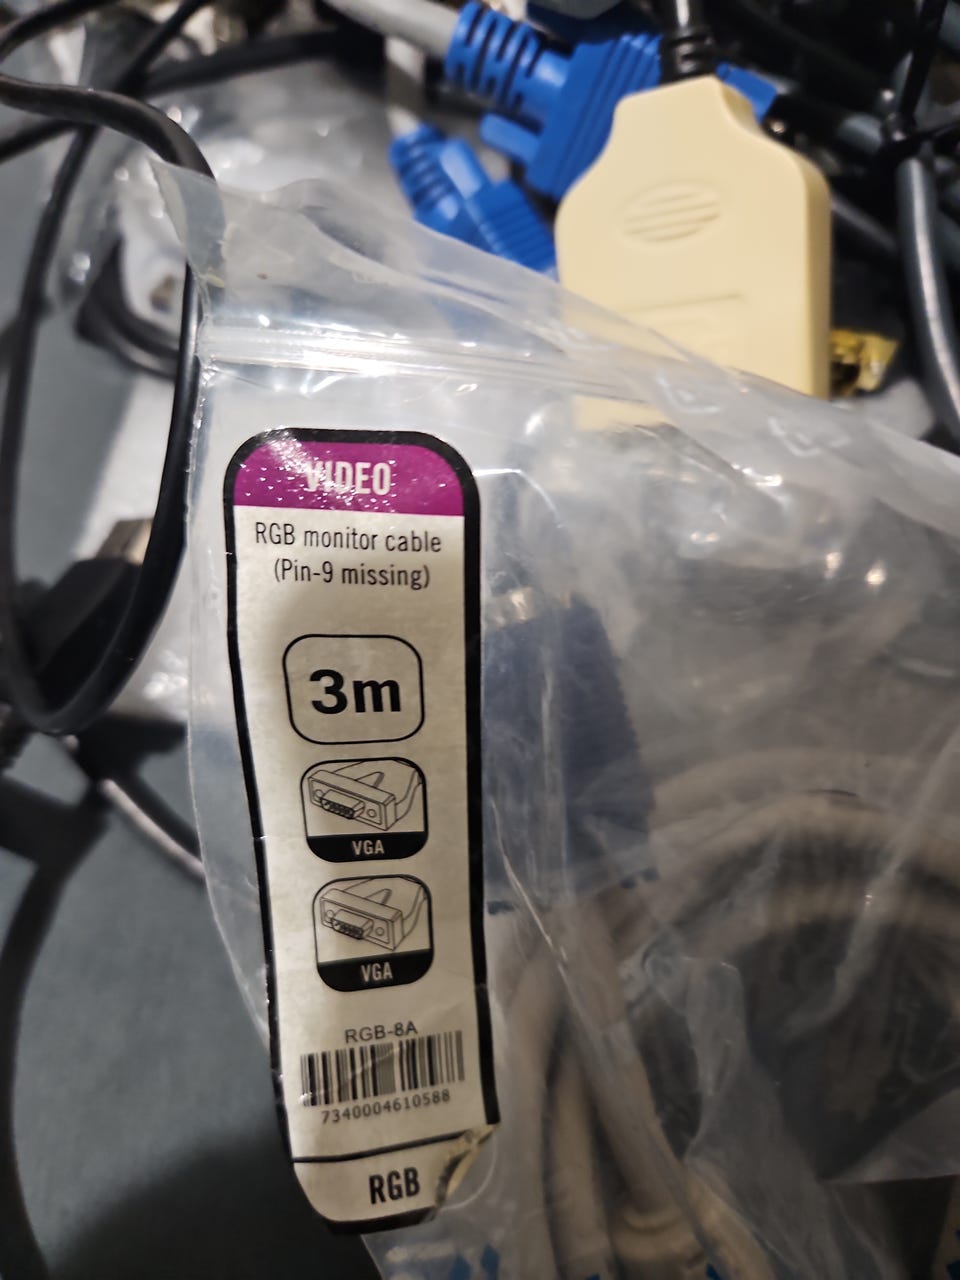 VIDEO
RGB monitor cable
(Pin-9 missing)
3m
VGA
VGA
RGB-8A
7340004610588
RGB